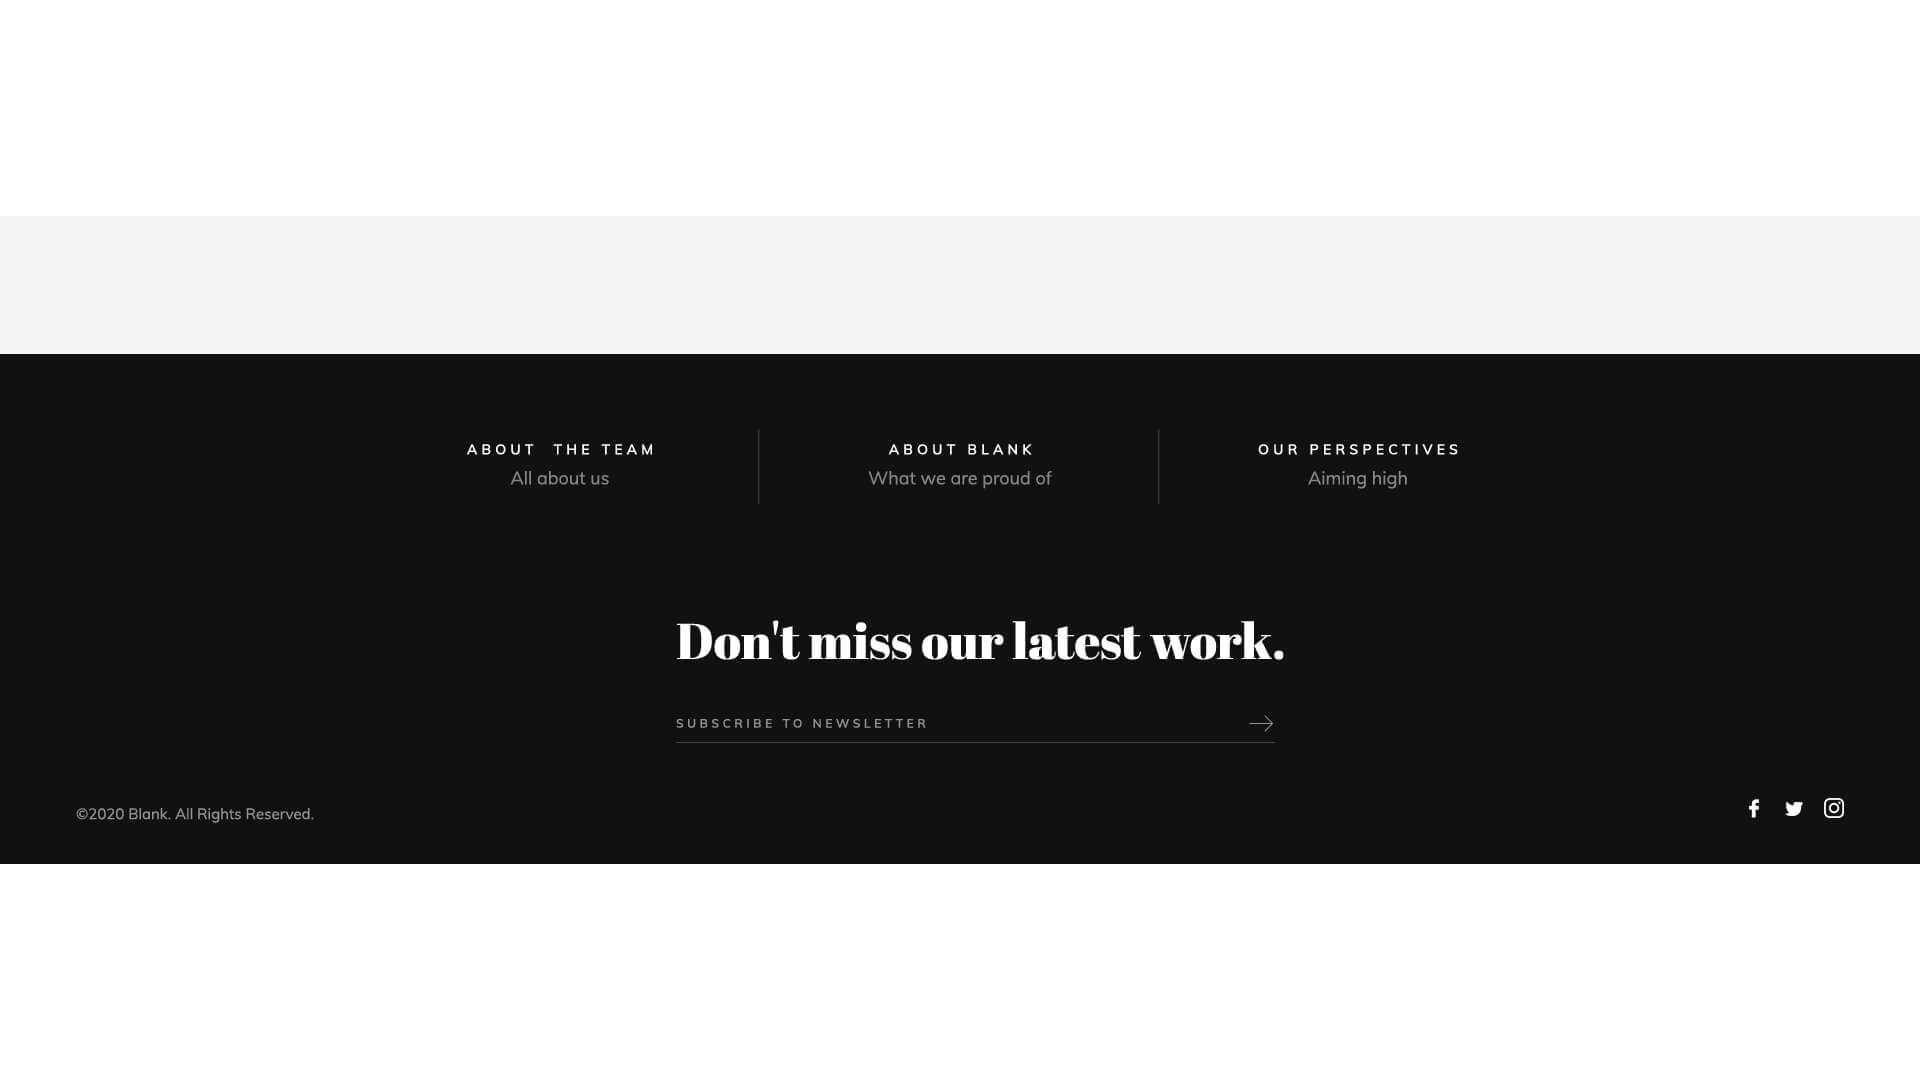 ABOUT  THE TEAM
All about us
ABOUT BLANK
What we are proud of
OUR PERSPECTIVES
Aiming high
Don't miss our latest work.
SUBSCRIBE TO NEWSLETTER
©2020 Blank. All Rights Reserved.